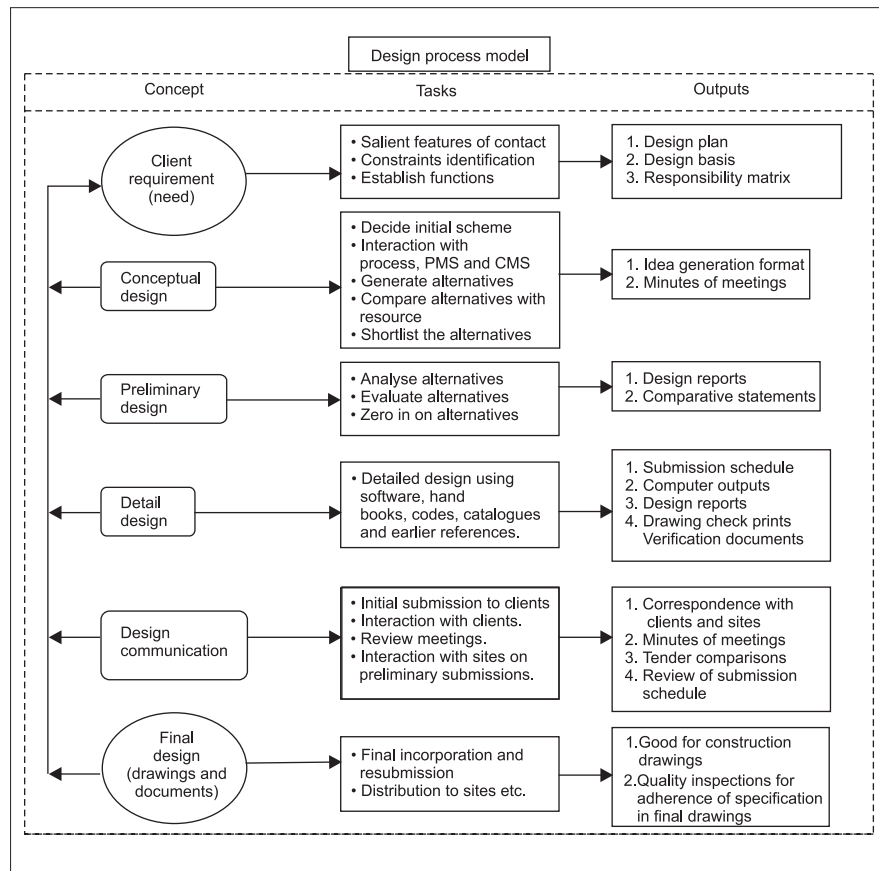 Design process model
Concept
Tasks
Outputs
Client
requirement
(need)
• Salient features of contact
• Constraints identification
• Establish functions
1. Design plan
2. Design basis
3. Responsibility matrix
Conceptual
design
• Decide initial scheme
• Interaction with
process, PMS and CMS
• Generate alternatives
• Compare alternatives with
resource
• Shortlist the alternatives
1. Idea generation format
2. Minutes of meetings
Preliminary
design
• Analyse alternatives
• Evaluate alternatives
• Zero in on alternatives
1. Design reports
2. Comparative statements
Detail
design
• Detailed design using
software, hand
books, codes, catalogues
and earlier references.
1. Submission schedule
2. Computer outputs
3. Design reports
4. Drawing check prints
Verification documents
Design
communication
• Initial submission to clients
• Interaction with clients.
• Review meetings.
• Interaction with sites on
preliminary submissions.
1. Correspondence with
clients and sites
2. Minutes of meetings
3. Tender comparisons
4. Review of submission
schedule
Final
design
(drawings and
documents)
• Final incorporation and
resubmission
• Distribution to sites etc.
1.Good for construction
drawings
2.Quality inspections for
adherence of specification
in final drawings